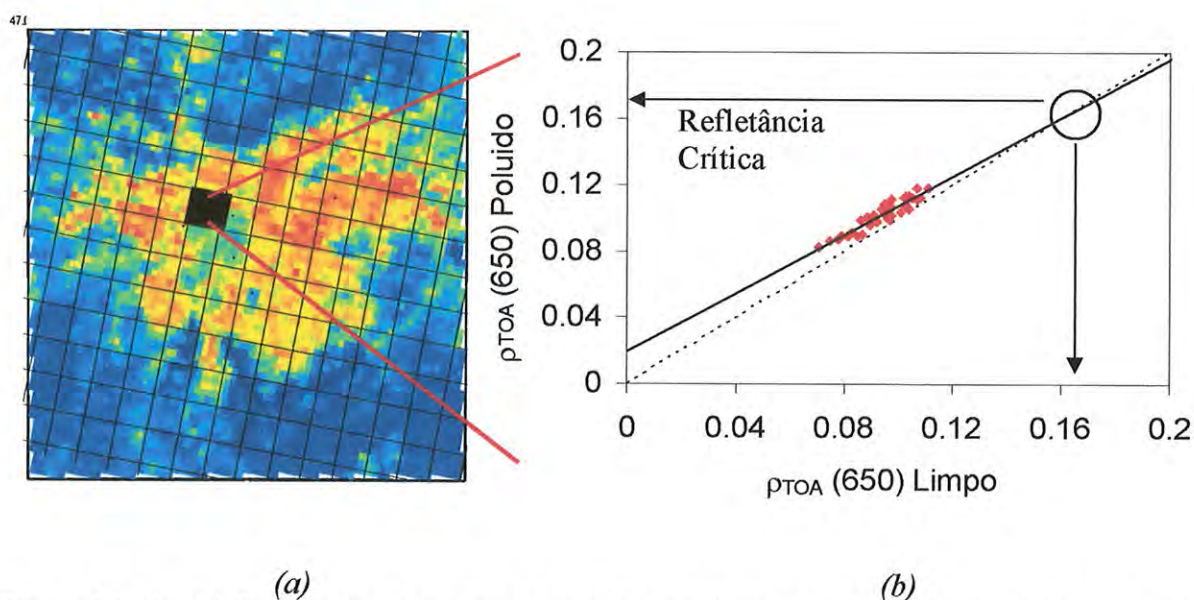 471
0.2
0.16
0.12
0.08
0.04
0
ρTOA (650) Poluido
Refletância
Crítica
0
0.04
0.08
0.12
0.16
0.2
ρTOA (650) Limpo
(a)
(b)